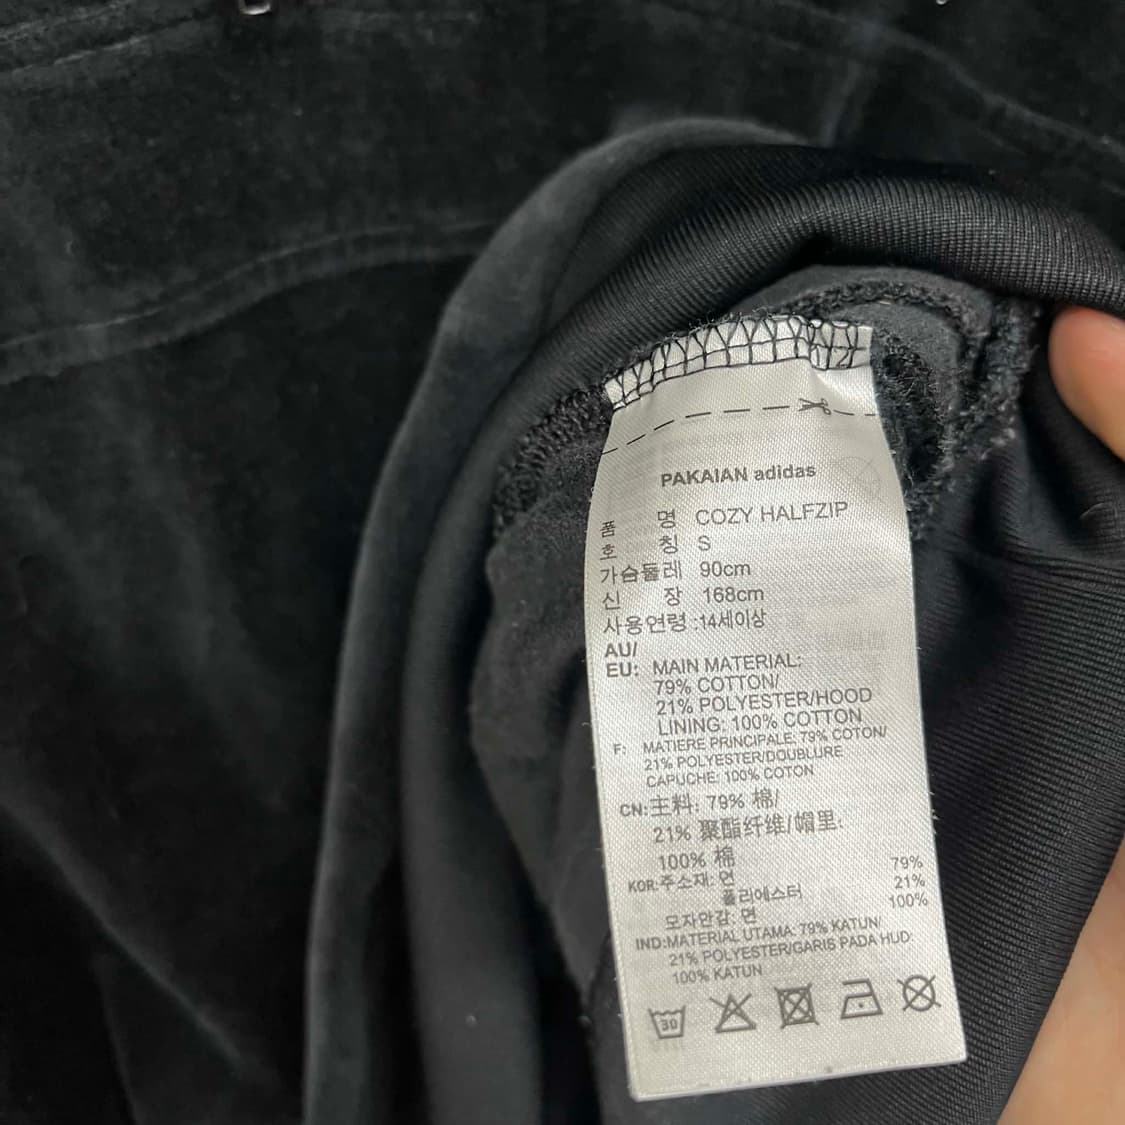 PAKAIAN adidas
품 명 COZY HALFZIP
호 칭 S
가슴둘레 90cm
신 장 168cm
사용연령 :14세이상
AU/
EU: MAIN MATERIAL:
79% COTTON/
21% POLYESTER/HOOD
LINING: 100% COTTON
F: MATIERE PRINCIPALE: 79% COTON/
21% POLYESTER/DOUBLURE
CAPUCHE: 100% COTON
CN: 主料: 79% 棉/
21% 聚酯纤维/帽里:
100% 棉
KOR: 주소재: 면 79%
폴리에스터 21%
모자안감: 면 100%
IND: MATERIAL UTAMA: 79% KATUN/
21% POLYESTER/GARIS PADA HUD:
100% KATUN
30